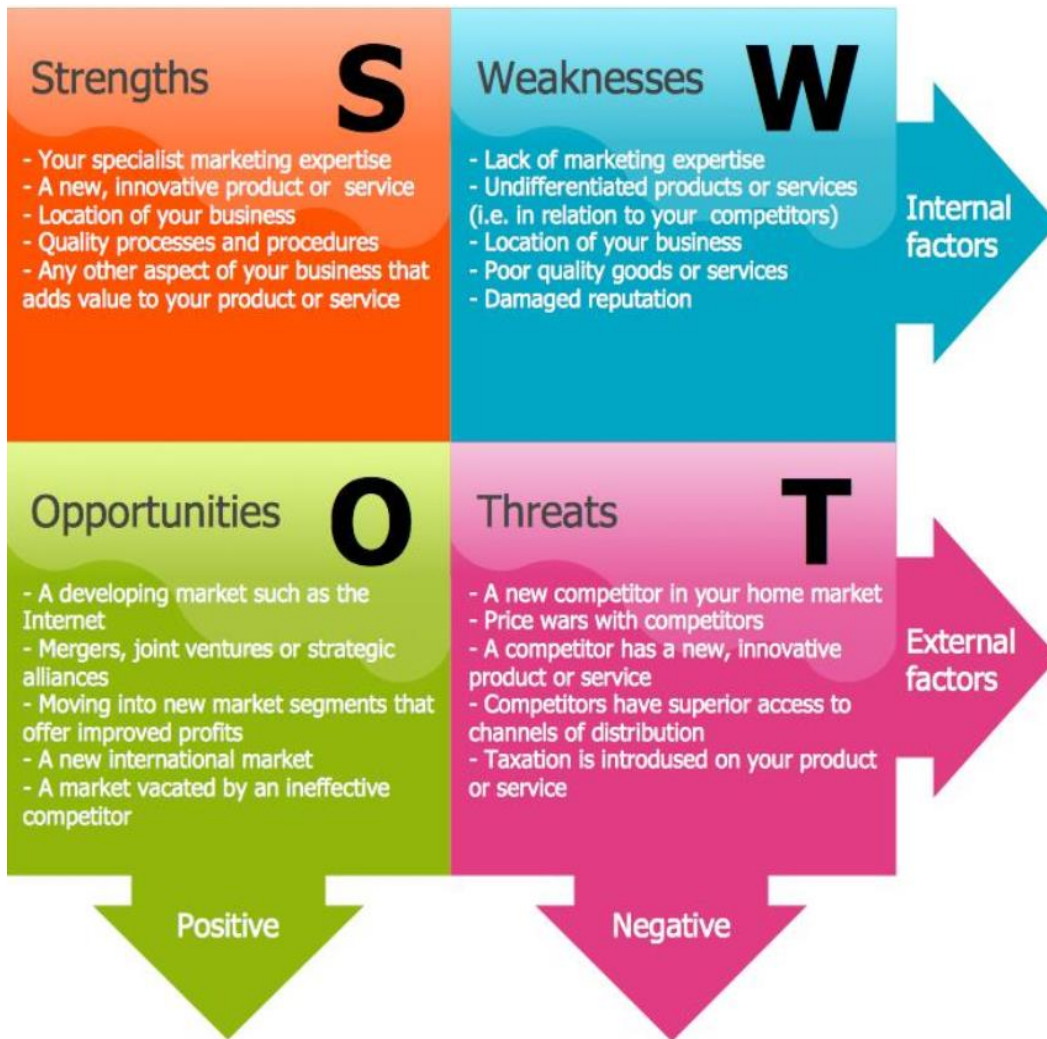 Strengths
S
- Your specialist marketing expertise
- A new, innovative product or service
- Location of your business
- Quality processes and procedures
- Any other aspect of your business that
adds value to your product or service
Weaknesses
W
- Lack of marketing expertise
- Undifferentiated products or services
(i.e. in relation to your competitors)
- Location of your business
- Poor quality goods or services
- Damaged reputation
Internal
factors
Opportunities
O
- A developing market such as the
Internet
- Mergers, joint ventures or strategic
alliances
- Moving into new market segments that
offer improved profits
- A new international market
- A market vacated by an ineffective
competitor
Threats
T
- A new competitor in your home market
- Price wars with competitors
- A competitor has a new, innovative
product or service
- Competitors have superior access to
channels of distribution
- Taxation is introdused on your product
or service
External
factors
Positive
Negative